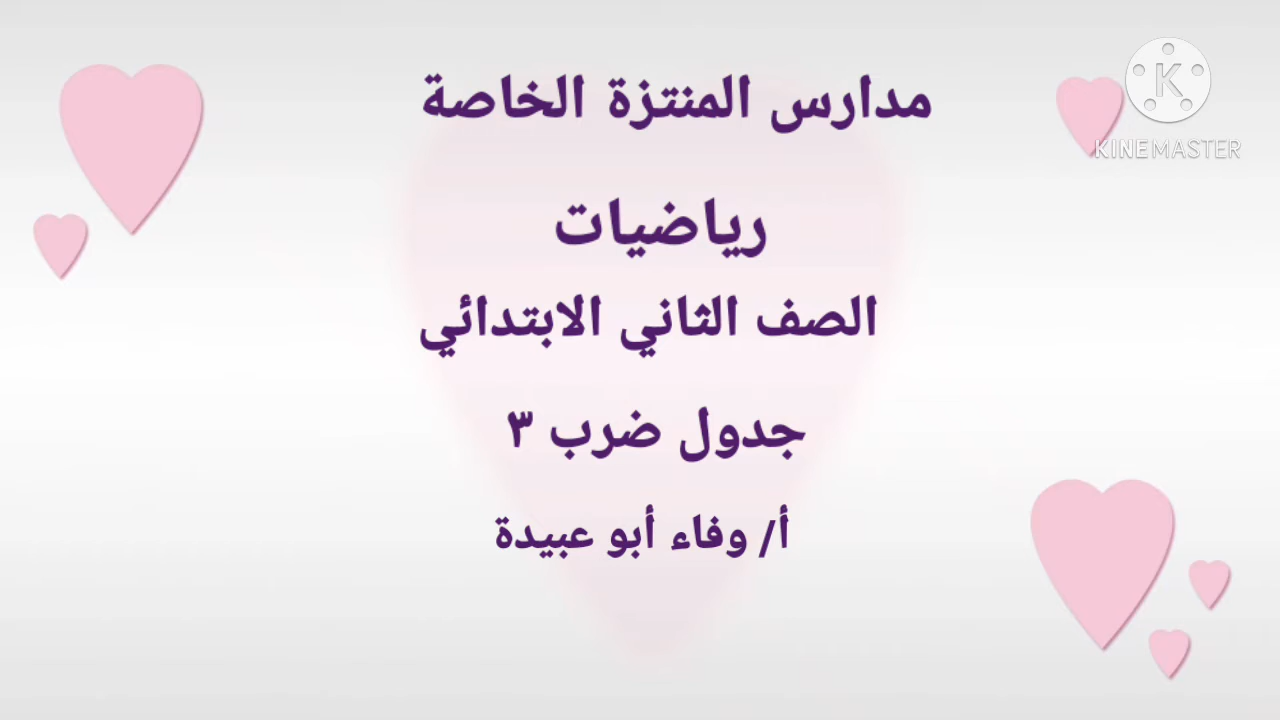 مدارس المنتزة الخاصة
رياضيات
الصف الثاني الابتدائي
جدول ضرب ٣
أ/ وفاء أبو عبيدة
K
KINEMASTER